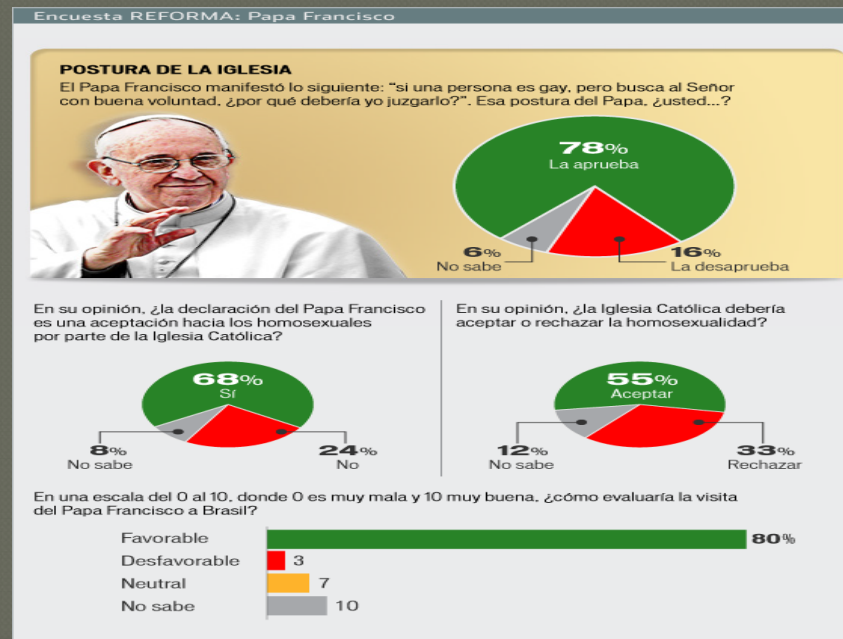 Encuesta REFORMA: Papa Francisco
POSTURA DE LA IGLESIA
El Papa Francisco manifestó lo siguiente: “si una persona es gay, pero busca al Señor
con buena voluntad, ¿por qué debería yo juzgarlo?”. Esa postura del Papa, ¿usted...?
78%
La aprueba
6%
No sabe
16%
La desaprueba
En su opinión, ¿la declaración del Papa Francisco
es una aceptación hacia los homosexuales
por parte de la Iglesia Católica?
68%
Sí
8%
No sabe
24%
No
En su opinión, ¿la Iglesia Católica debería
aceptar o rechazar la homosexualidad?
55%
Aceptar
12%
No sabe
33%
Rechazar
En una escala del 0 al 10, donde 0 es muy mala y 10 muy buena, ¿cómo evaluaría la visita
del Papa Francisco a Brasil?
Favorable 80%
Desfavorable 3
Neutral 7
No sabe 10